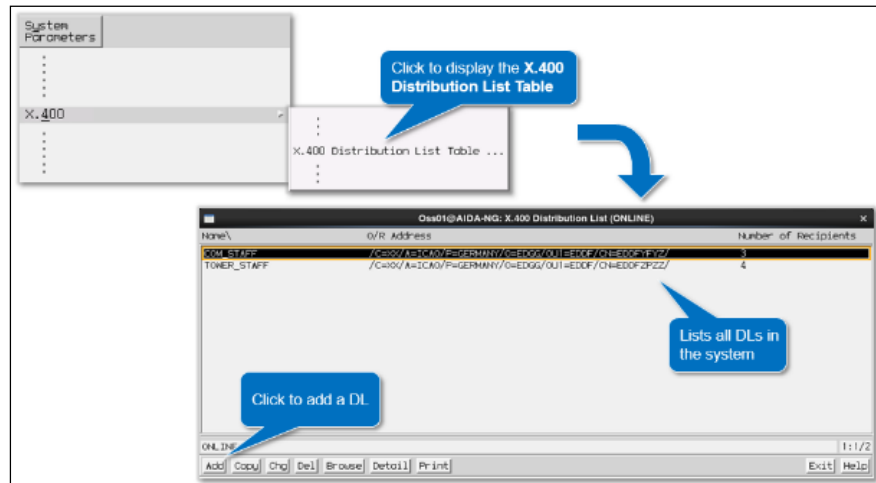 System
Parameters
X.400
Click to display the X.400
Distribution List Table
X.400 Distribution List Table ...
Oss01@AIDA-NG: X.400 Distribution List (ONLINE)
Name\ O/R Address Number of Recipients
COM_STAFF /C=XX/A=ICAO/P=GERMANY/O=EDGG/OU1=EDDF/CN=EDDFYFYZ/ 3
TOWER_STAFF /C=XX/A=ICAO/P=GERMANY/O=EDGG/OU1=EDDF/CN=EDDFZPZZ/ 4
Lists all DLs in
the system
Click to add a DL
ONLINE 1:1/2
Add Copy Chg Del Browse Detail Print Exit Help